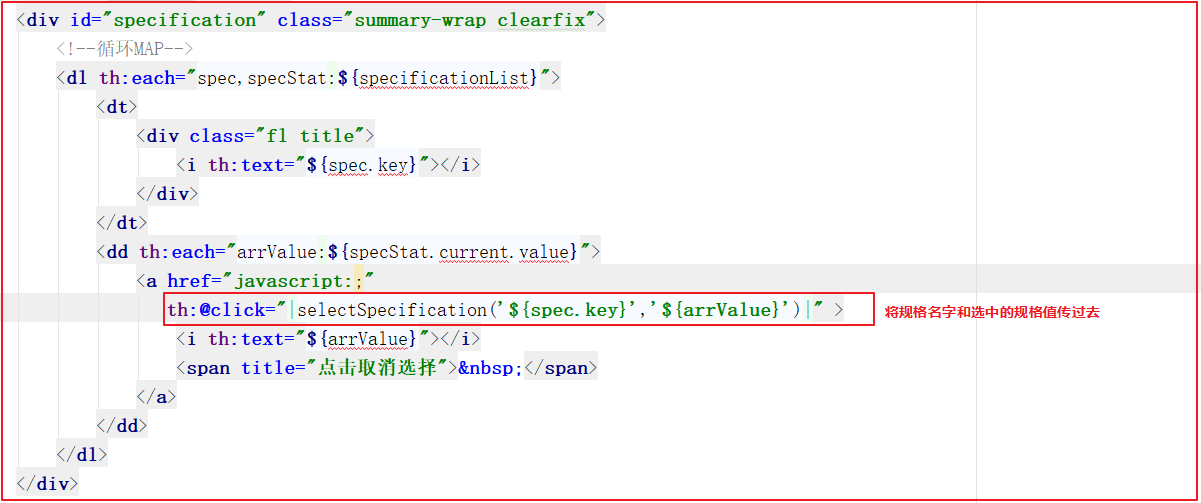 <div id="specification" class="summary-wrap clearfix">
<!--循环MAP-->
<dl th:each="spec,specStat:${specificationList}">
<dt>
<div class="fl title">
<i th:text="${spec.key}"></i>
</div>
</dt>
<dd th:each="arrValue:${specStat.current.value}">
<a href="javascript:;"
th:@click="|selectSpecification('${spec.key}','${arrValue}')|" > 将规格名字和选中的规格值传过去
<i th:text="${arrValue}"></i>
<span title="点击取消选择">&nbsp;</span>
</a>
</dd>
</dl>
</div>